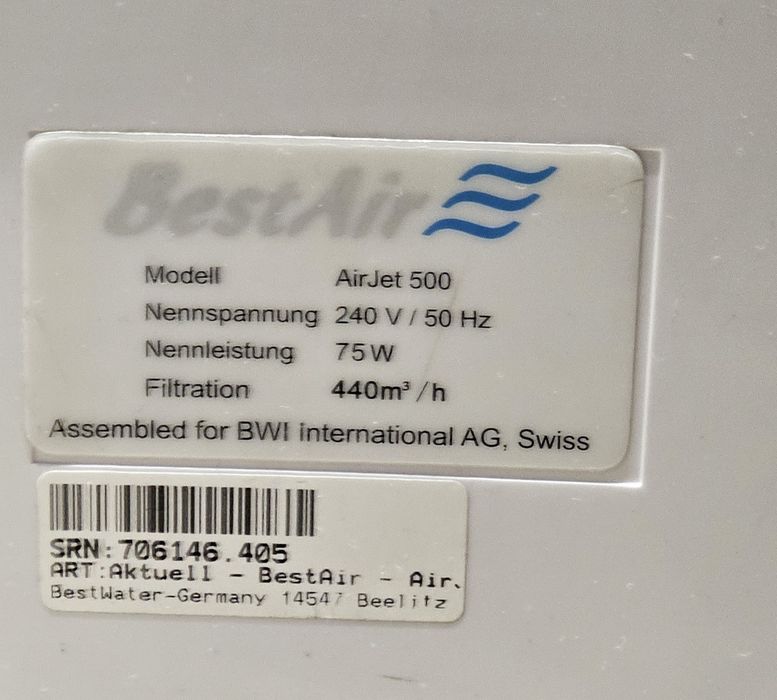 BestAir
Modell AirJet 500
Nennspannung 240 V / 50 Hz
Nennleistung 75W
Filtration 440m³/h
Assembled for BWI international AG, Swiss
SRN:706146.405
ART:Aktuell - BestAir - Air.
BestWater-Germany 14547 Beelitz